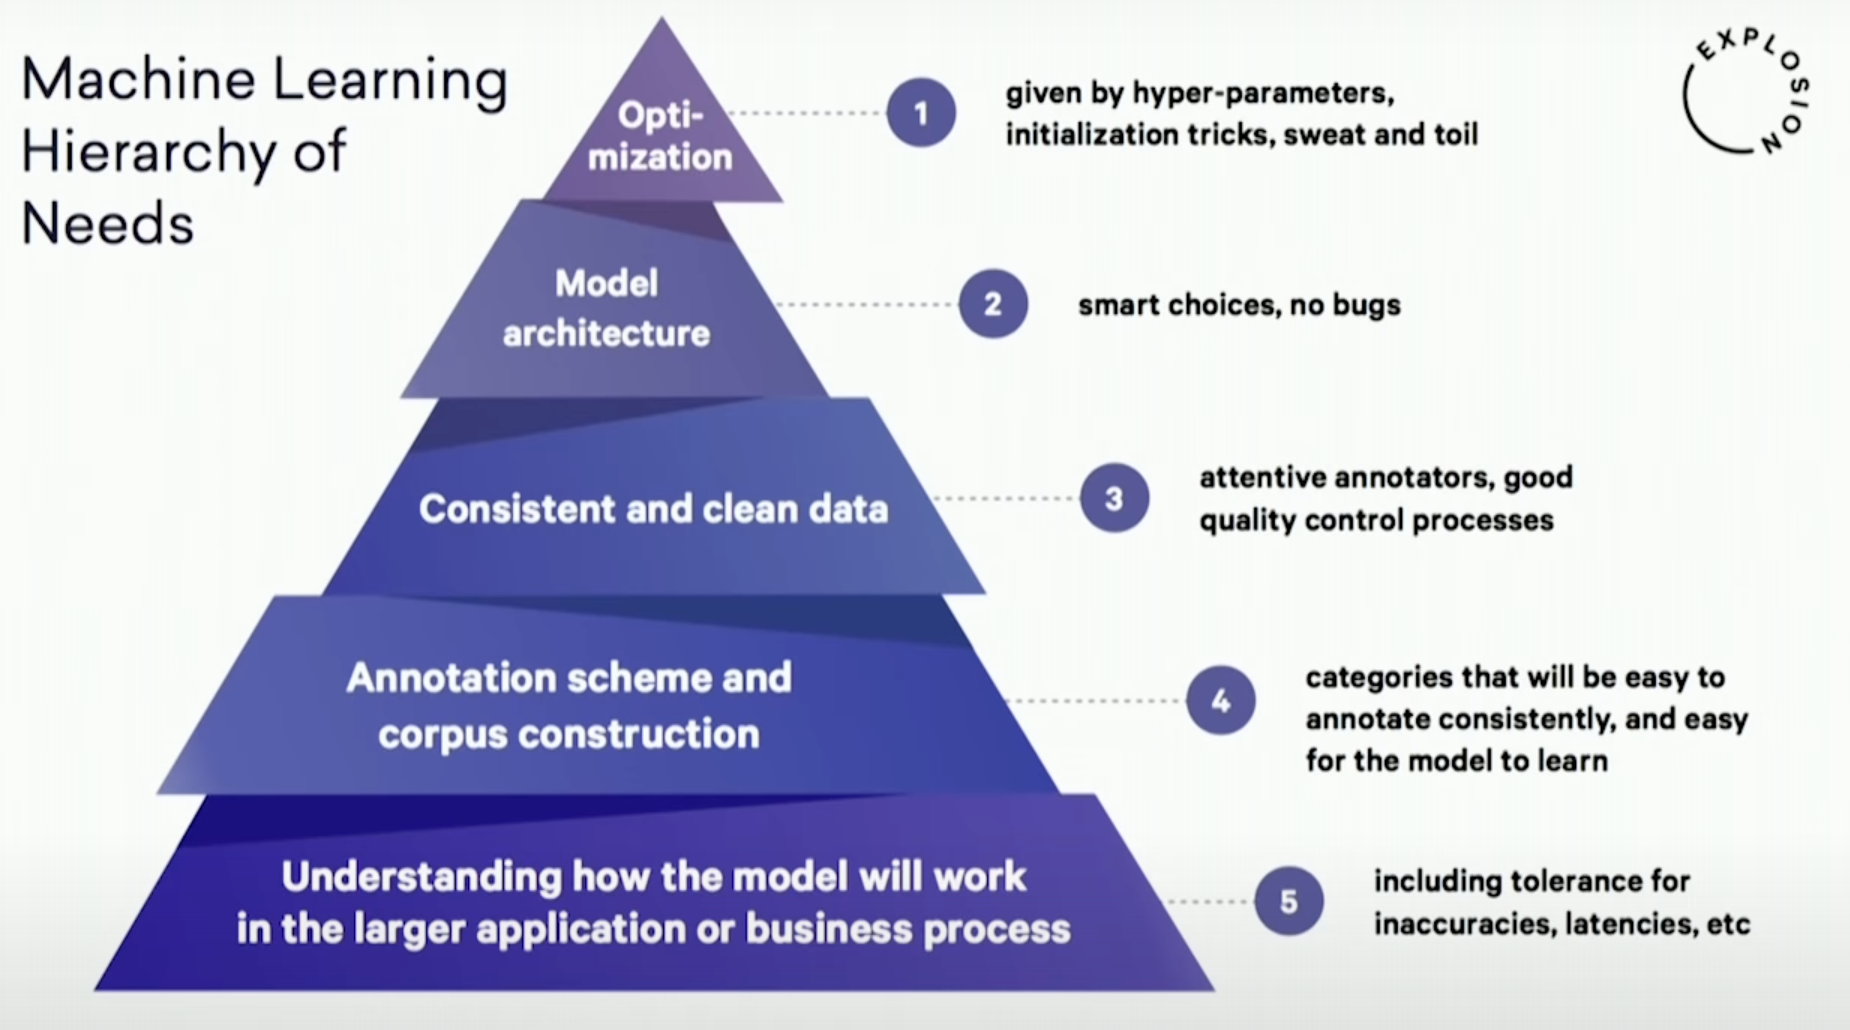 Machine Learning
Hierarchy of
Needs
EXPLOSION
Opti-
mization
1
given by hyper-parameters,
initialization tricks, sweat and toil
Model
architecture
2
smart choices, no bugs
Consistent and clean data
3
attentive annotators, good
quality control processes
Annotation scheme and
corpus construction
4
categories that will be easy to
annotate consistently, and easy
for the model to learn
Understanding how the model will work
in the larger application or business process
5
including tolerance for
inaccuracies, latencies, etc